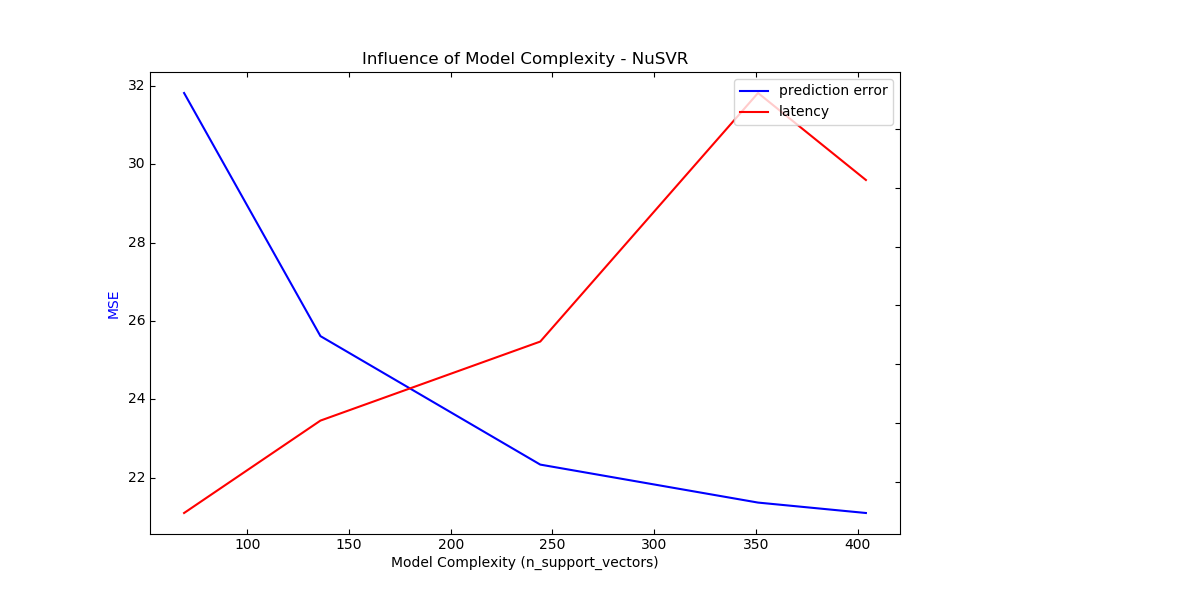 Influence of Model Complexity - NuSVR
prediction error
latency
32
30
28
26
24
22
MSE
100 150 200 250 300 350 400
Model Complexity (n_support_vectors)